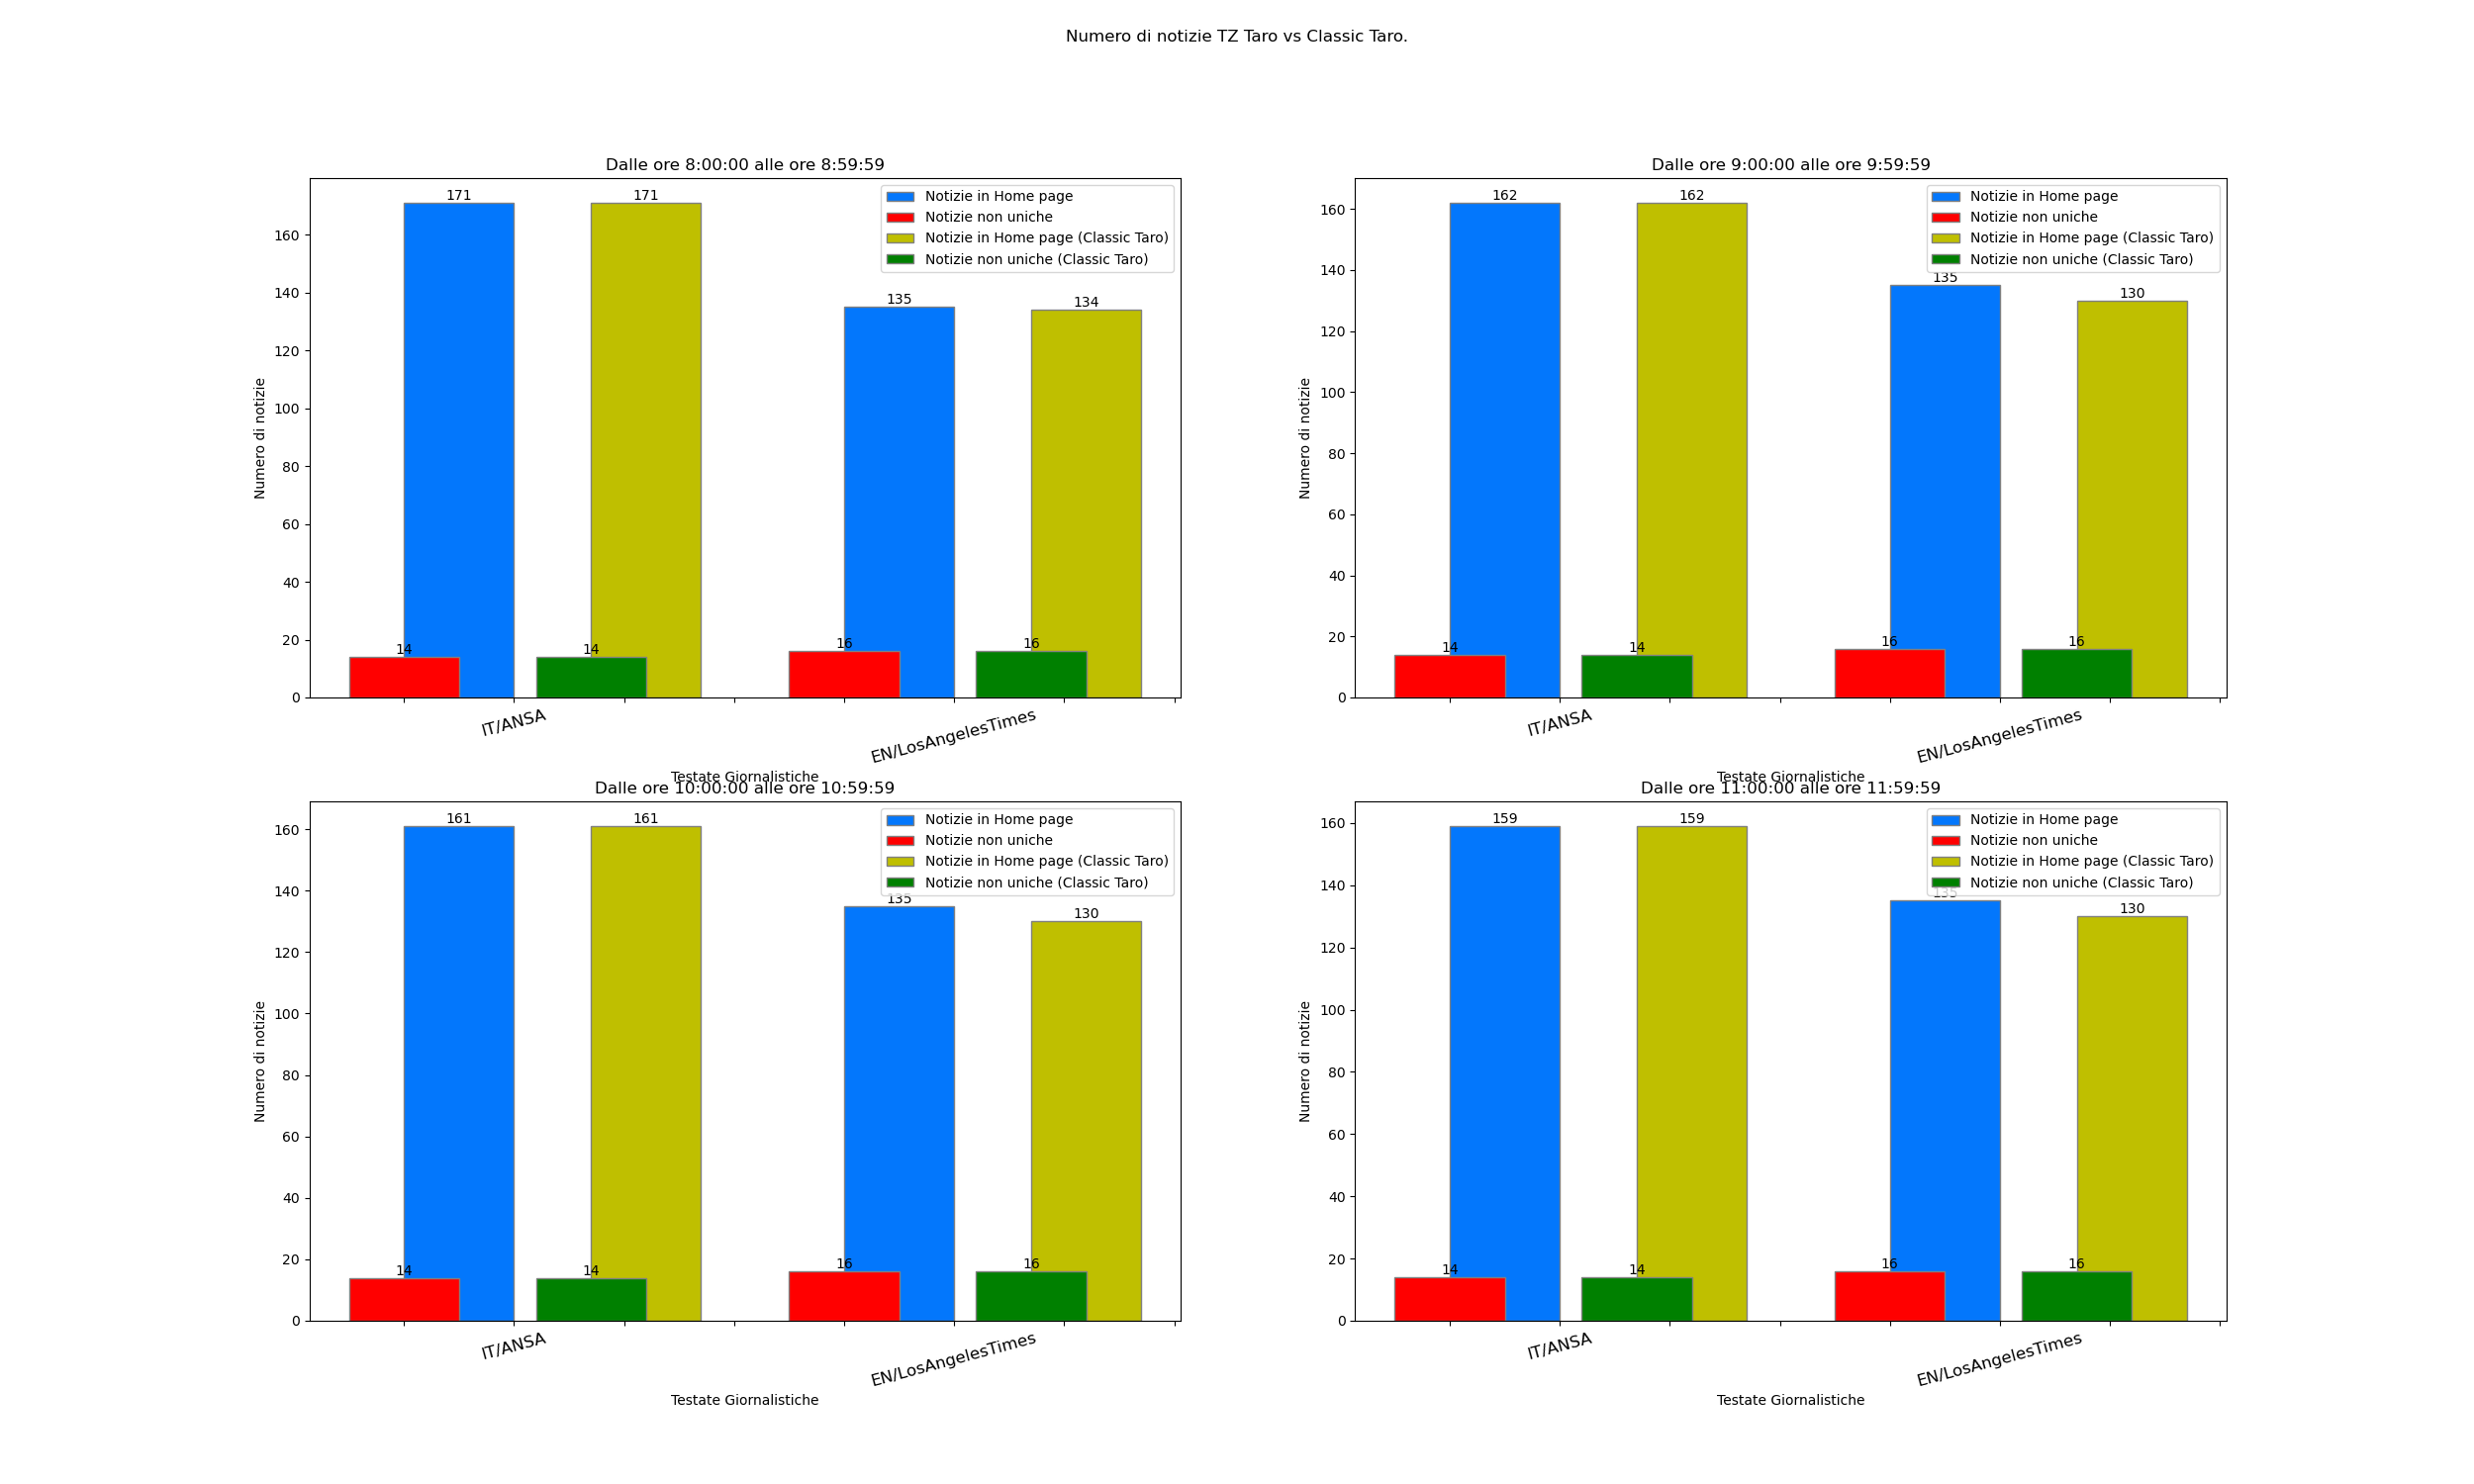 Numero di notizie TZ Taro vs Classic Taro.
Dalle ore 8:00:00 alle ore 8:59:59
Numero di notizie
160
140
120
100
80
60
40
20
0
171
171
135
134
14
14
16
16
Notizie in Home page
Notizie non uniche
Notizie in Home page (Classic Taro)
Notizie non uniche (Classic Taro)
IT/ANSA
EN/LosAngelesTimes
Testate Giornalistiche
Dalle ore 9:00:00 alle ore 9:59:59
Numero di notizie
160
140
120
100
80
60
40
20
0
162
162
135
130
14
14
16
16
Notizie in Home page
Notizie non uniche
Notizie in Home page (Classic Taro)
Notizie non uniche (Classic Taro)
IT/ANSA
EN/LosAngelesTimes
Testate Giornalistiche
Dalle ore 10:00:00 alle ore 10:59:59
Numero di notizie
160
140
120
100
80
60
40
20
0
161
161
135
130
14
14
16
16
Notizie in Home page
Notizie non uniche
Notizie in Home page (Classic Taro)
Notizie non uniche (Classic Taro)
IT/ANSA
EN/LosAngelesTimes
Testate Giornalistiche
Dalle ore 11:00:00 alle ore 11:59:59
Numero di notizie
160
140
120
100
80
60
40
20
0
159
159
135
130
14
14
16
16
Notizie in Home page
Notizie non uniche
Notizie in Home page (Classic Taro)
Notizie non uniche (Classic Taro)
IT/ANSA
EN/LosAngelesTimes
Testate Giornalistiche